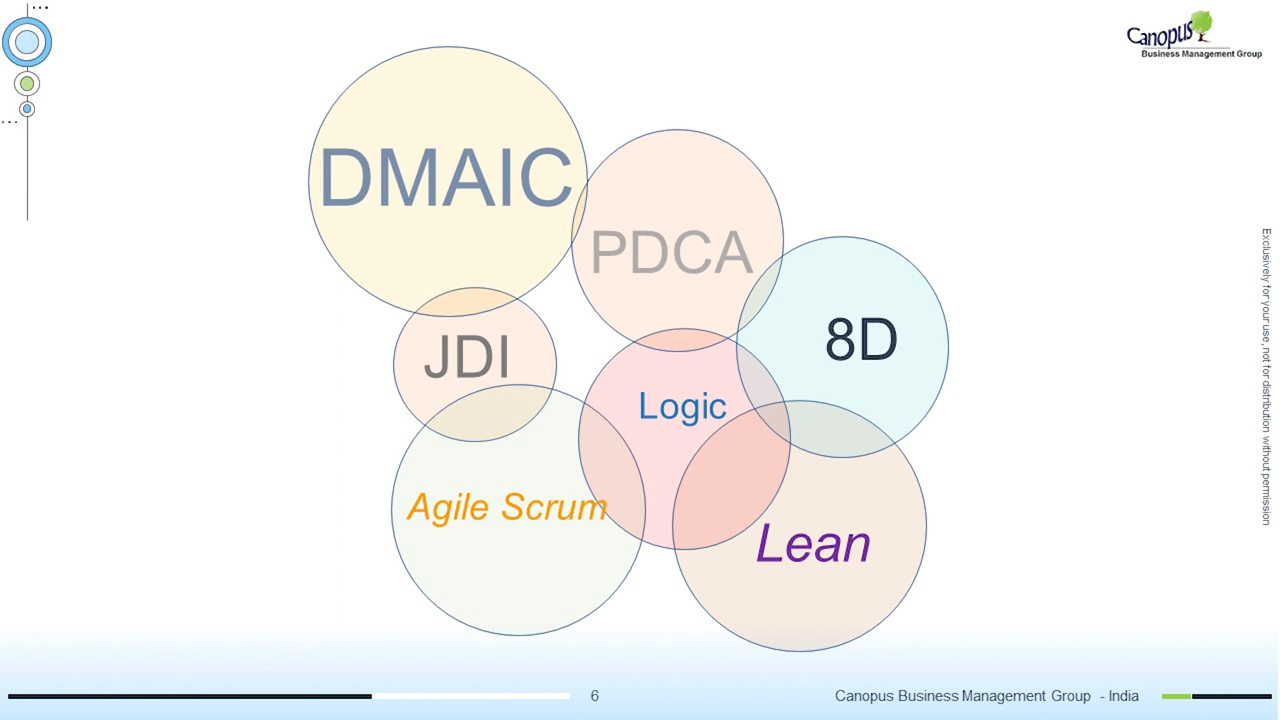 Canopus
Business Management Group
DMAIC
PDCA
8D
JDI
Logic
Agile Scrum
Lean
Exclusively for your use, not for distribution without permission
6
Canopus Business Management Group - India